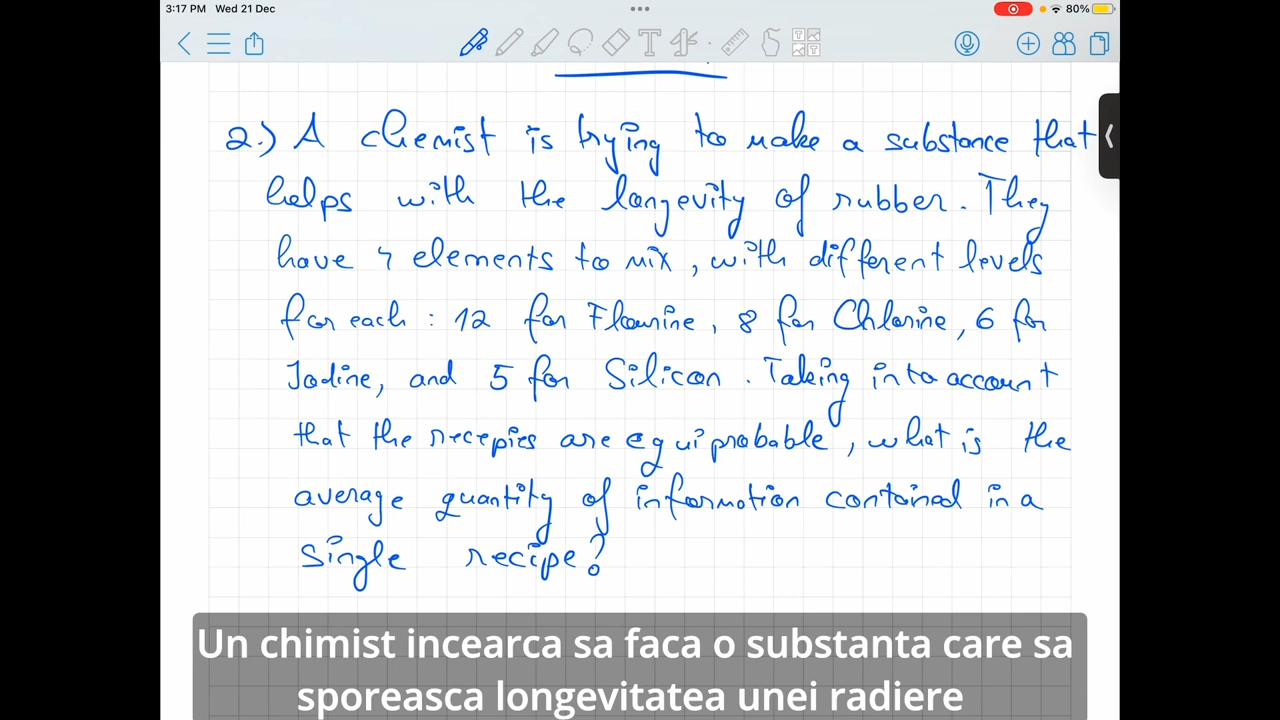 3:17 PM Wed 21 Dec
80%
2.) A chemist is trying to make a substance that
helps with the longevity of rubber. They
have 4 elements to mix, with different levels
for each: 12 for Flourine, 8 for Chlorine, 6 for
Iodine, and 5 for Silicon. Taking into account
that the recepies are equiprobable, what is the
average quantity of information contained in a
single recipe?
Un chimist incearca sa faca o substanta care sa
sporeasca longevitatea unei radiere